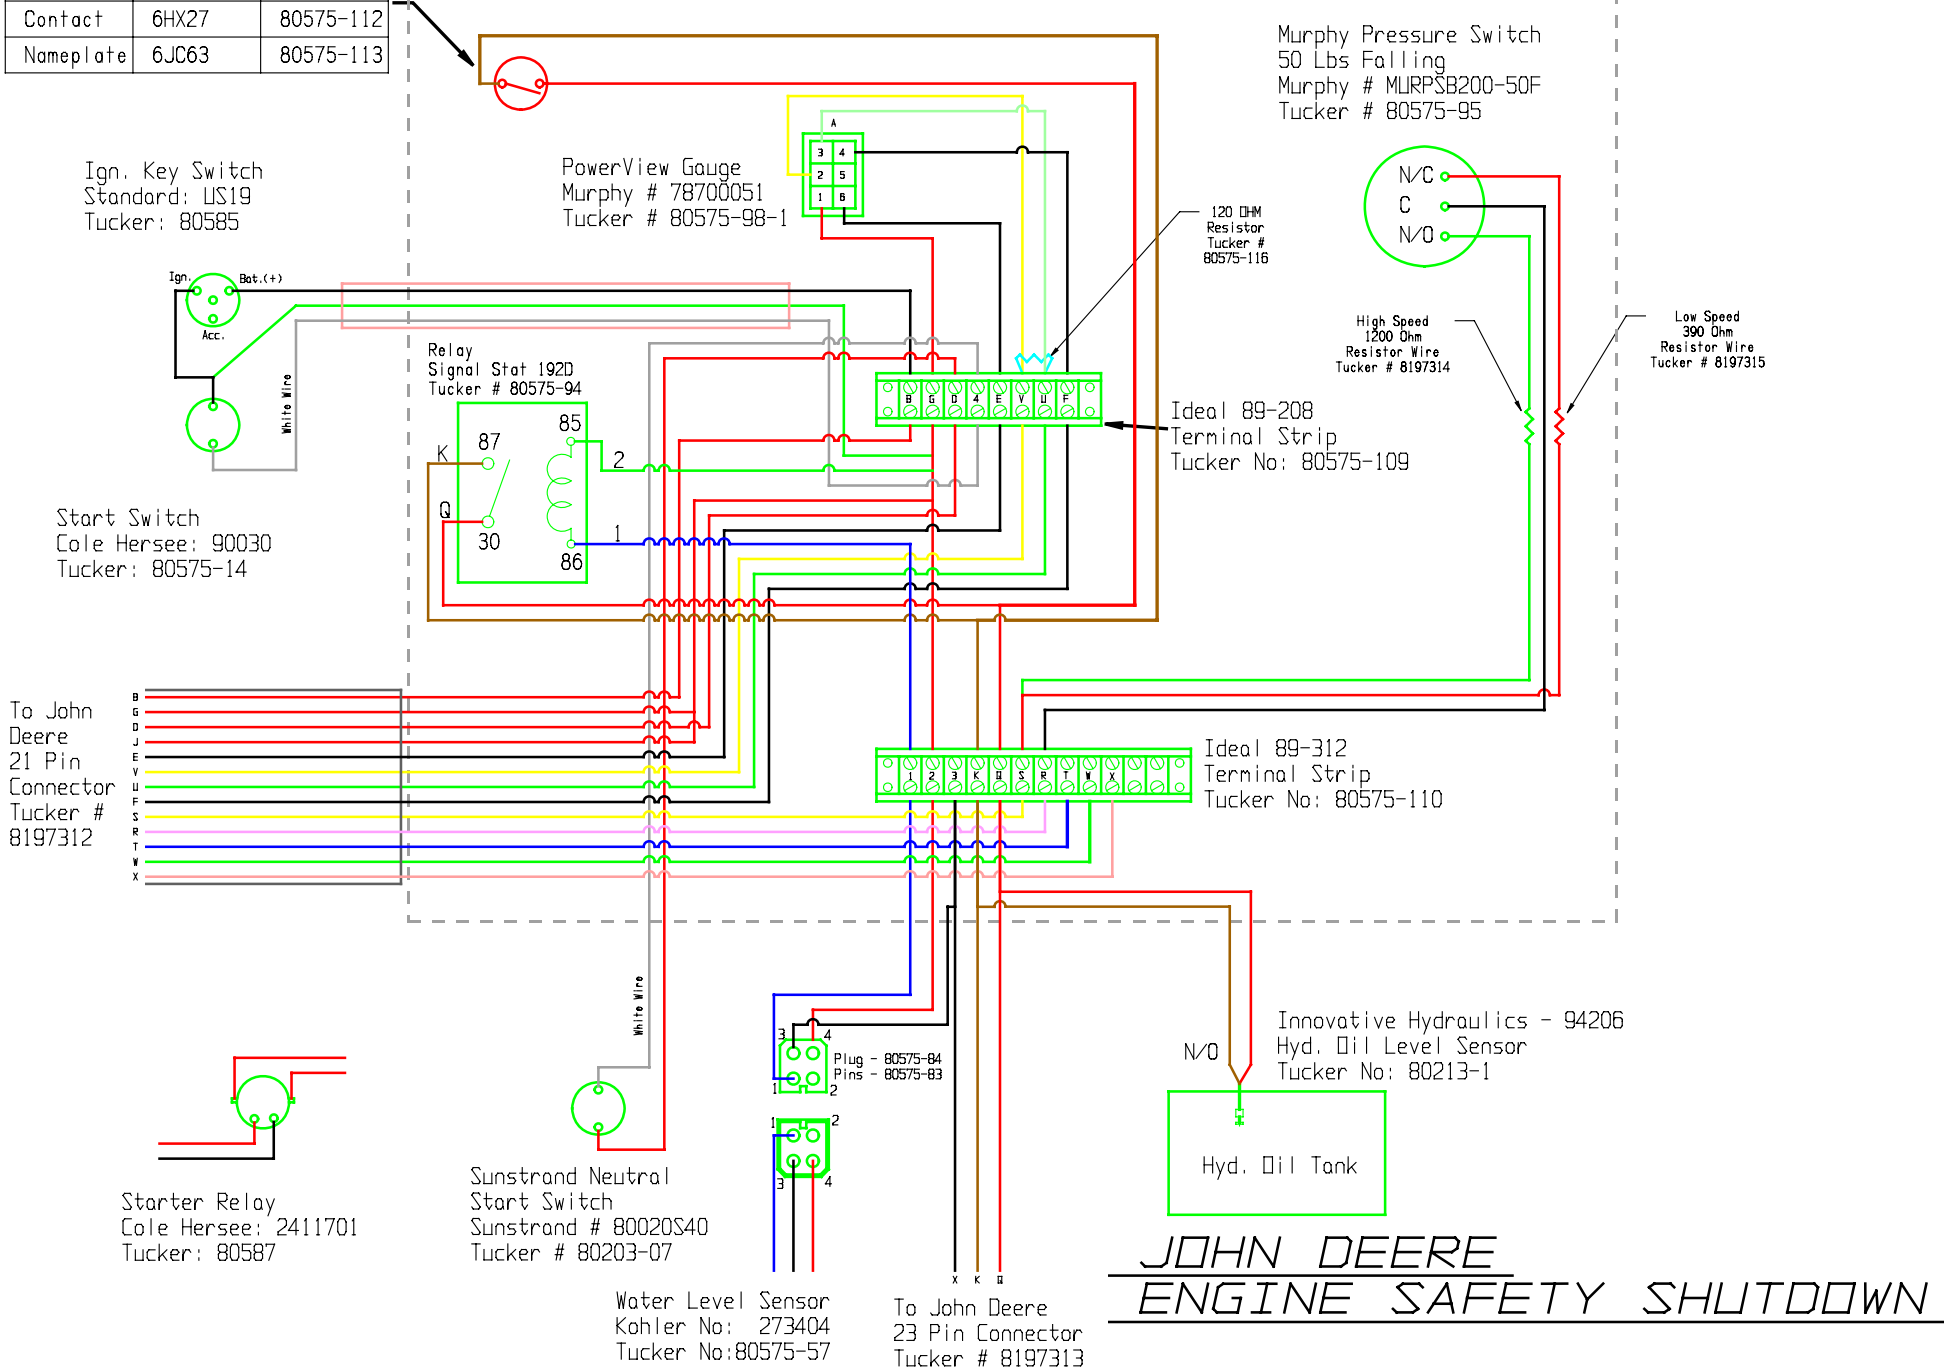 Contact 6HX27 80575-112
Nameplate 6JC63 80575-113
Murphy Pressure Switch
50 Lbs Falling
Murphy # MURPSB200-50F
Tucker # 80575-95
N/C
C
N/O
Ign. Key Switch
Standard: US19
Tucker: 80585
PowerView Gauge
Murphy # 78700051
Tucker # 80575-98-1
A
3 4
2 5
1 6
120 OHM
Resistor
Tucker #
80575-116
Ign.
Bat.(+)
Acc.
White Wire
High Speed
1200 Ohm
Resistor Wire
Tucker # 8197314
Low Speed
390 Ohm
Resistor Wire
Tucker # 8197315
Relay
Signal Stat 192D
Tucker # 80575-94
K
87
85
2
Q
30
86
1
B G D 4 E V U F
Ideal 89-208
Terminal Strip
Tucker No: 80575-109
Start Switch
Cole Hersee: 90030
Tucker: 80575-14
To John
Deere
21 Pin
Connector
Tucker #
8197312
B
G
D
J
E
V
U
F
S
R
T
W
X
1 2 3 K Q S R T W X
Ideal 89-312
Terminal Strip
Tucker No: 80575-110
White Wire
3 4
1 2
Plug - 80575-84
Pins - 80575-83
1 2
3 4
N/O
Innovative Hydraulics - 94206
Hyd. Oil Level Sensor
Tucker No: 80213-1
Hyd. Oil Tank
Starter Relay
Cole Hersee: 2411701
Tucker: 80587
Sunstrand Neutral
Start Switch
Sunstrand # 80020S40
Tucker # 80203-07
Water Level Sensor
Kohler No: 273404
Tucker No:80575-57
X K Q
To John Deere
23 Pin Connector
Tucker # 8197313
JOHN DEERE
ENGINE SAFETY SHUTDOWN